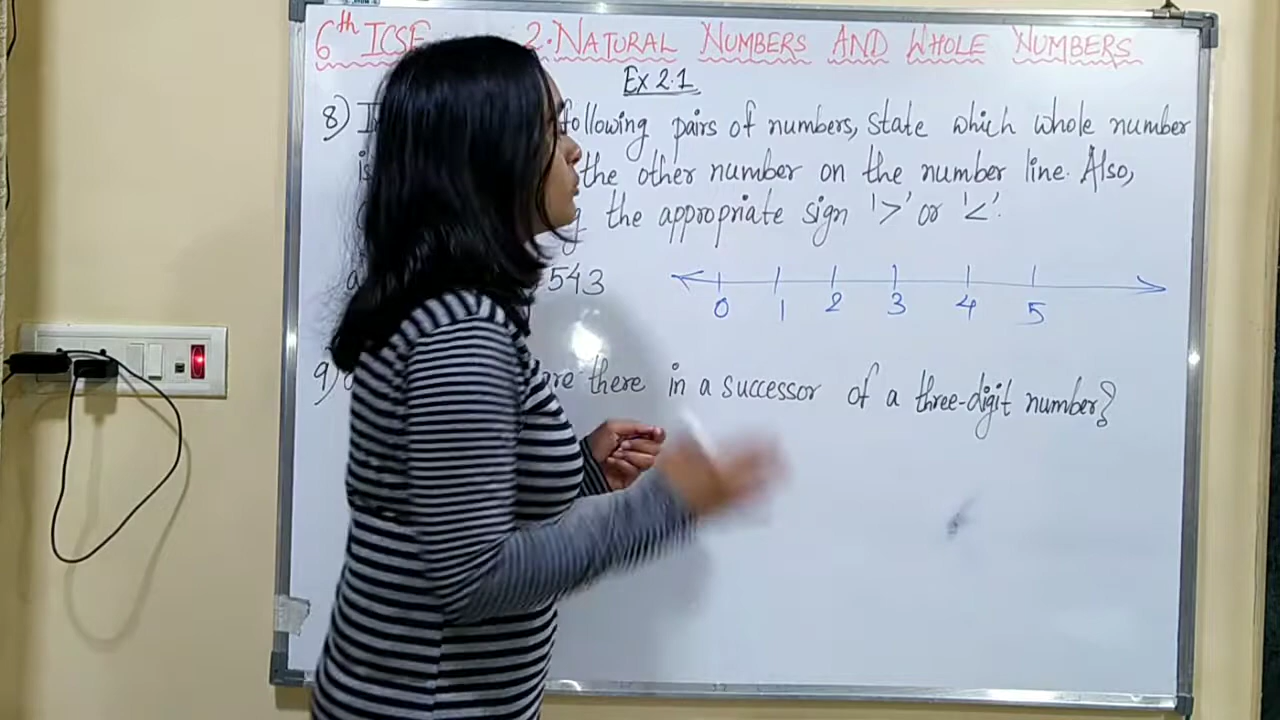 6th ICSE 2. NATURAL NUMBERS AND WHOLE NUMBERS
Ex 2.1
8) following pairs of numbers, state which whole number
the other number on the number line. Also,
the appropriate sign '>' or '<'.
543
0 1 2 3 4 5
9) are there in a successor of a three-digit number?